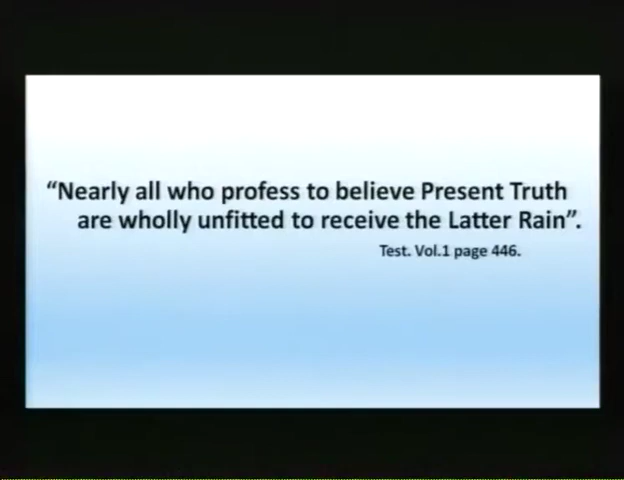 “Nearly all who profess to believe Present Truth
are wholly unfitted to receive the Latter Rain”.
Test. Vol.1 page 446.